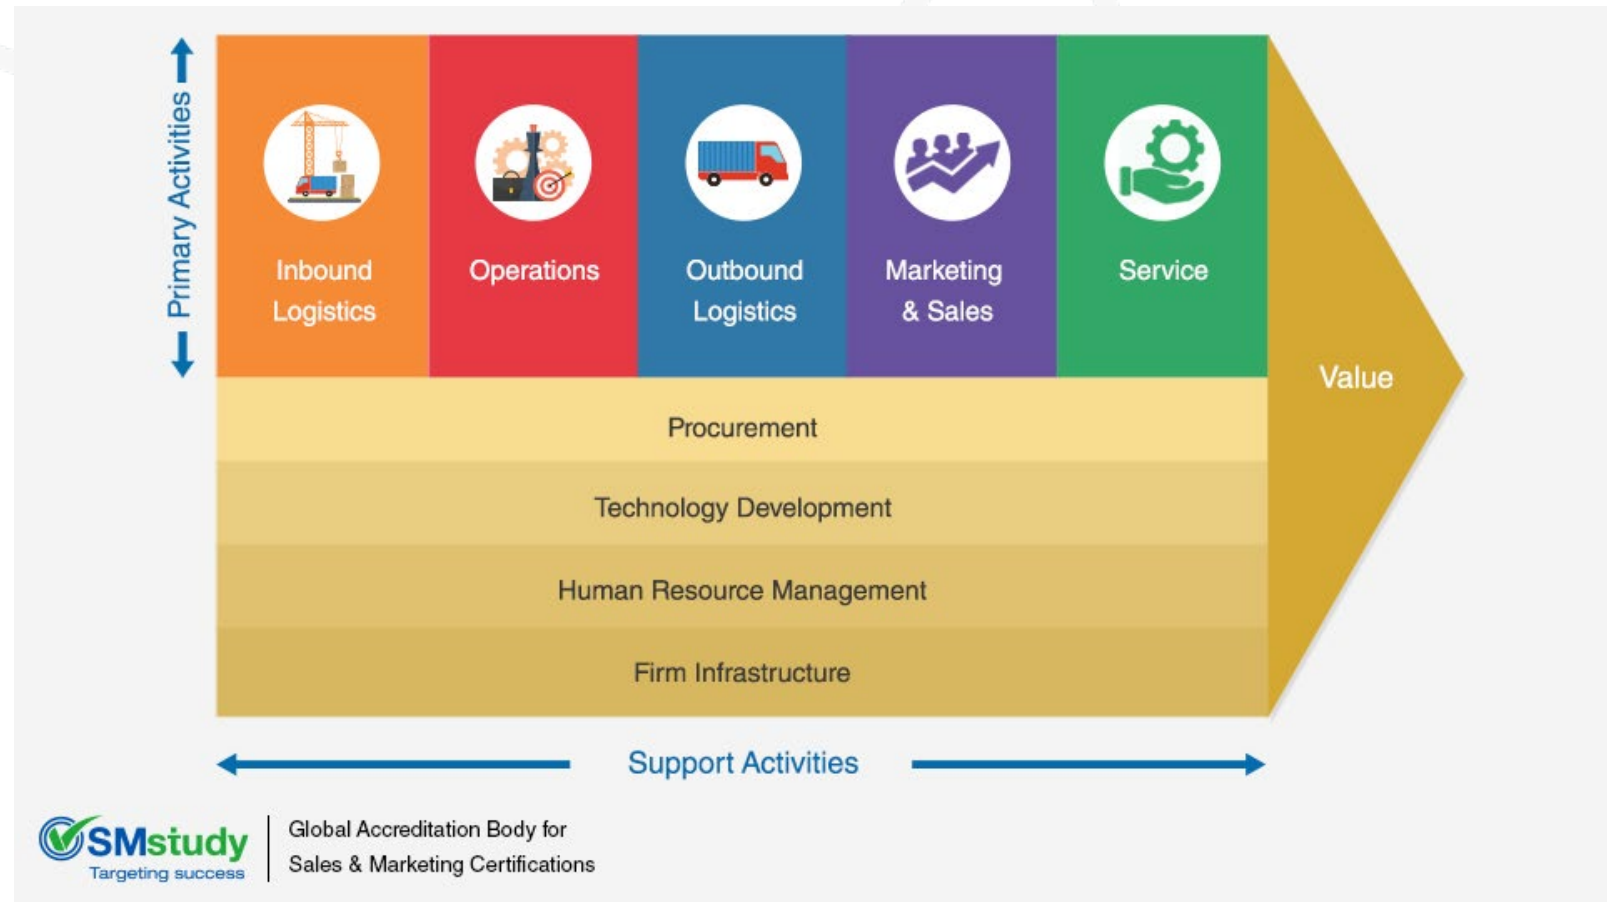 Primary Activities
Inbound
Logistics
Operations
Outbound
Logistics
Marketing
& Sales
Service
Value
Procurement
Technology Development
Human Resource Management
Firm Infrastructure
Support Activities
SMstudy
Targeting success
Global Accreditation Body for
Sales & Marketing Certifications